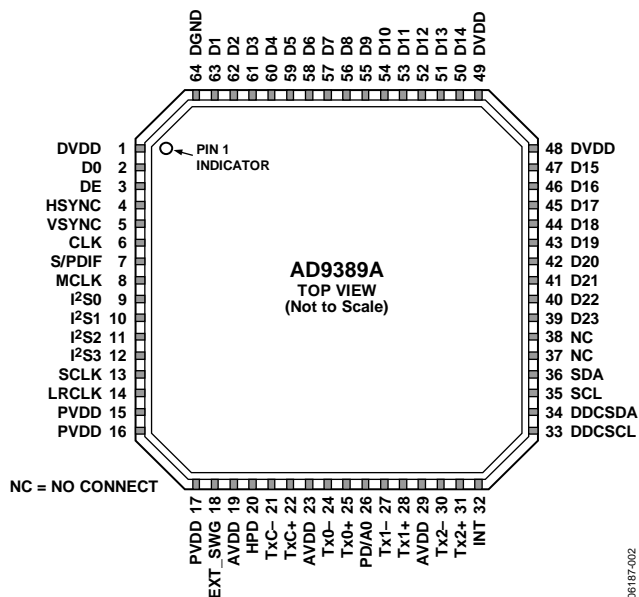 64 DGND
63 D1
62 D2
61 D3
60 D4
59 D5
58 D6
57 D7
56 D8
55 D9
54 D10
53 D11
52 D12
51 D13
50 D14
49 DVDD
DVDD 1
D0 2
DE 3
HSYNC 4
VSYNC 5
CLK 6
S/PDIF 7
MCLK 8
I²S0 9
I²S1 10
I²S2 11
I²S3 12
SCLK 13
LRCLK 14
PVDD 15
PVDD 16
PIN 1
INDICATOR
AD9389A
TOP VIEW
(Not to Scale)
48 DVDD
47 D15
46 D16
45 D17
44 D18
43 D19
42 D20
41 D21
40 D22
39 D23
38 NC
37 NC
36 SDA
35 SCL
34 DDCSDA
33 DDCSCL
NC = NO CONNECT
PVDD 17
EXT_SWG 18
AVDD 19
HPD 20
TxC– 21
TxC+ 22
AVDD 23
Tx0– 24
Tx0+ 25
PD/A0 26
Tx1– 27
Tx1+ 28
AVDD 29
Tx2– 30
Tx2+ 31
INT 32
06187-002